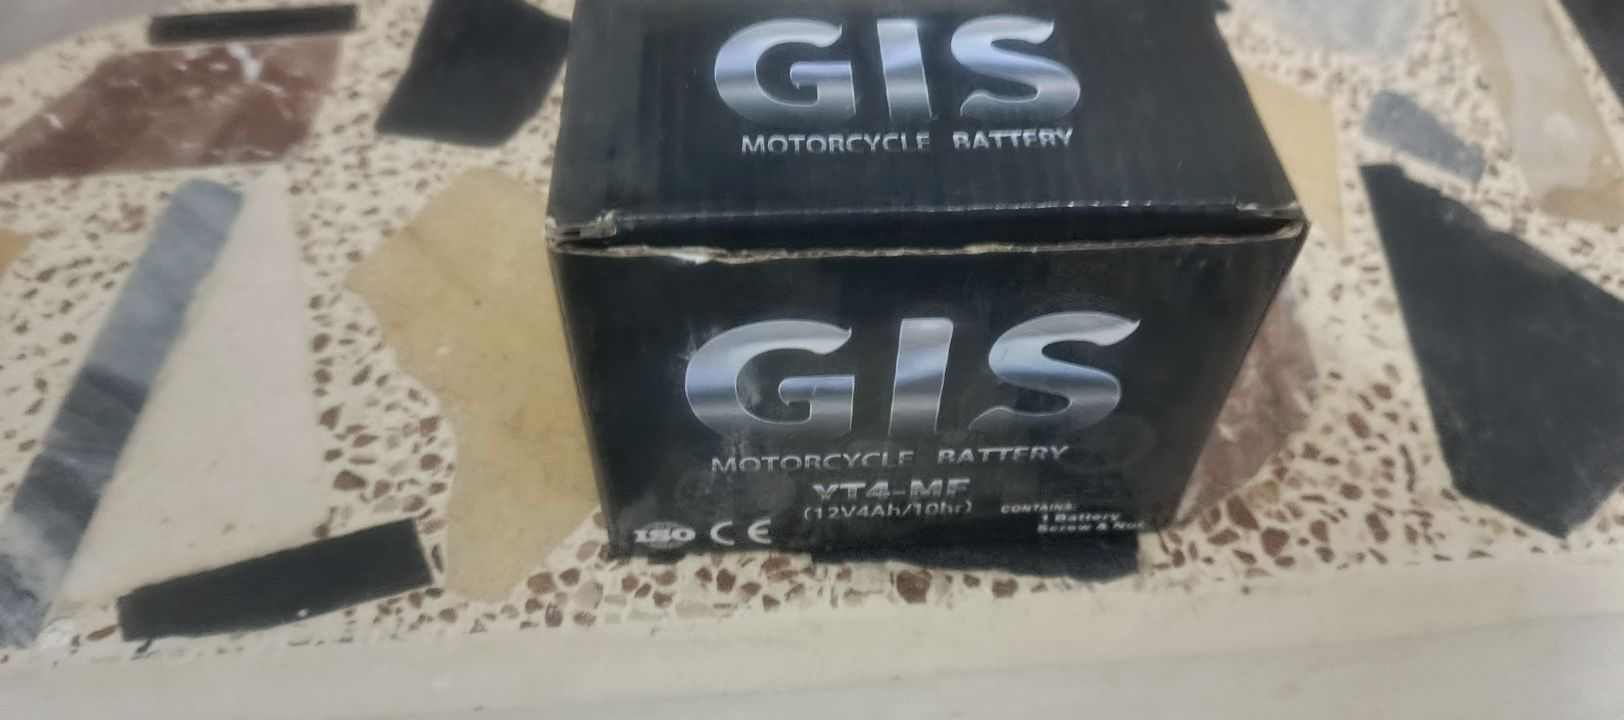 GIS
MOTORCYCLE BATTERY
GIS
MOTORCYCLE BATTERY
YT4-MF
(12V4Ah/10hr)
CONTAINS:
1 Battery
Screw & Nut
ISO CE